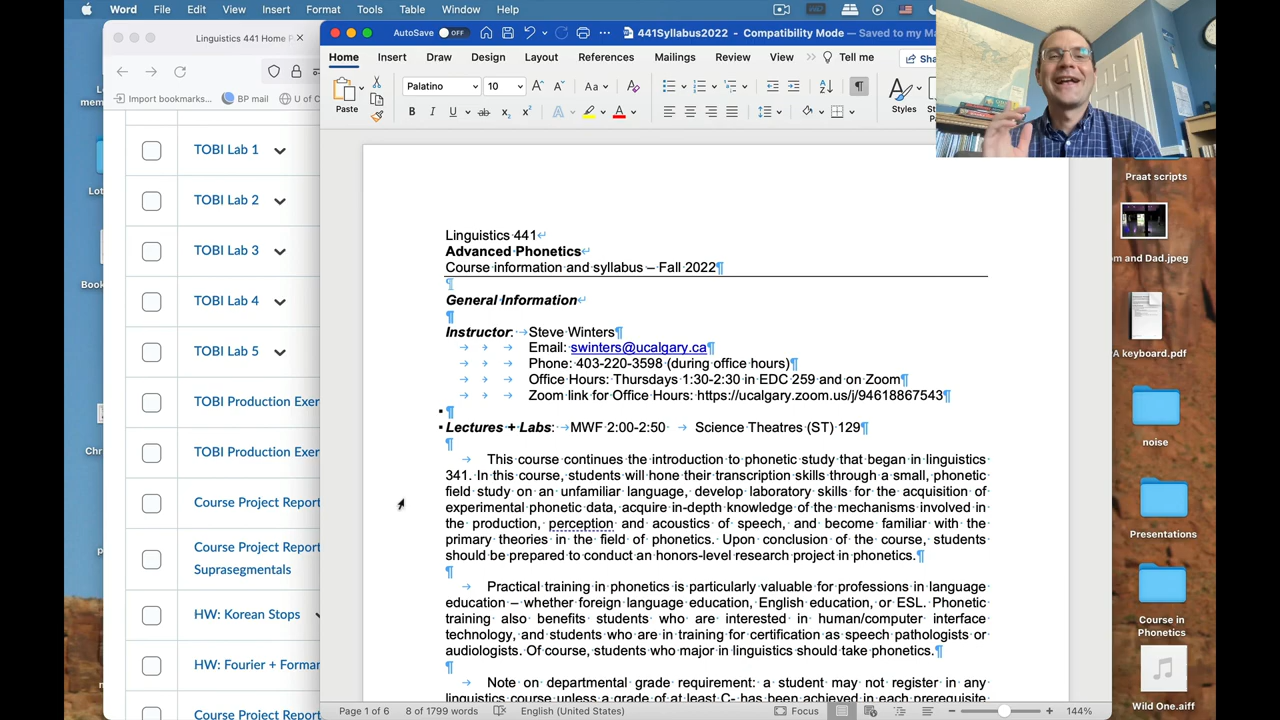 Word File Edit View Insert Format Tools Table Window Help
Linguistics 441 Home P
AutoSave OFF
441Syllabus2022 - Compatibility Mode — Saved to my Ma
Home Insert Draw Design Layout References Mailings Review View Tell me
Import bookmarks... BP mail
Palatino 10
Paste
Styles
TOBI Lab 1
TOBI Lab 2
TOBI Lab 3
TOBI Lab 4
TOBI Lab 5
TOBI Production Exer
TOBI Production Exer
Course Project Report
Course Project Report
Suprasegmentals
HW: Korean Stops
HW: Fourier + Forman
Course Project Report
Linguistics 441
Advanced Phonetics
Course information and syllabus – Fall 2022
General Information
Instructor: Steve Winters
Email: swinters@ucalgary.ca
Phone: 403-220-3598 (during office hours)
Office Hours: Thursdays 1:30-2:30 in EDC 259 and on Zoom
Zoom link for Office Hours: https://ucalgary.zoom.us/j/94618867543
Lectures + Labs: MWF 2:00-2:50 Science Theatres (ST) 129
This course continues the introduction to phonetic study that began in linguistics
341. In this course, students will hone their transcription skills through a small, phonetic
field study on an unfamiliar language, develop laboratory skills for the acquisition of
experimental phonetic data, acquire in-depth knowledge of the mechanisms involved in
the production, perception and acoustics of speech, and become familiar with the
primary theories in the field of phonetics. Upon conclusion of the course, students
should be prepared to conduct an honors-level research project in phonetics.
Practical training in phonetics is particularly valuable for professions in language
education – whether foreign language education, English education, or ESL. Phonetic
training also benefits students who are interested in human/computer interface
technology, and students who are in training for certification as speech pathologists or
audiologists. Of course, students who major in linguistics should take phonetics.
Note on departmental grade requirement: a student may not register in any
linguistics course unless a grade of at least C- has been achieved in each prerequisite
Page 1 of 6 8 of 1799 words English (United States) Focus 144%
Praat scripts
m and Dad.jpeg
A keyboard.pdf
noise
Presentations
Course in
Phonetics
Wild One.aiff